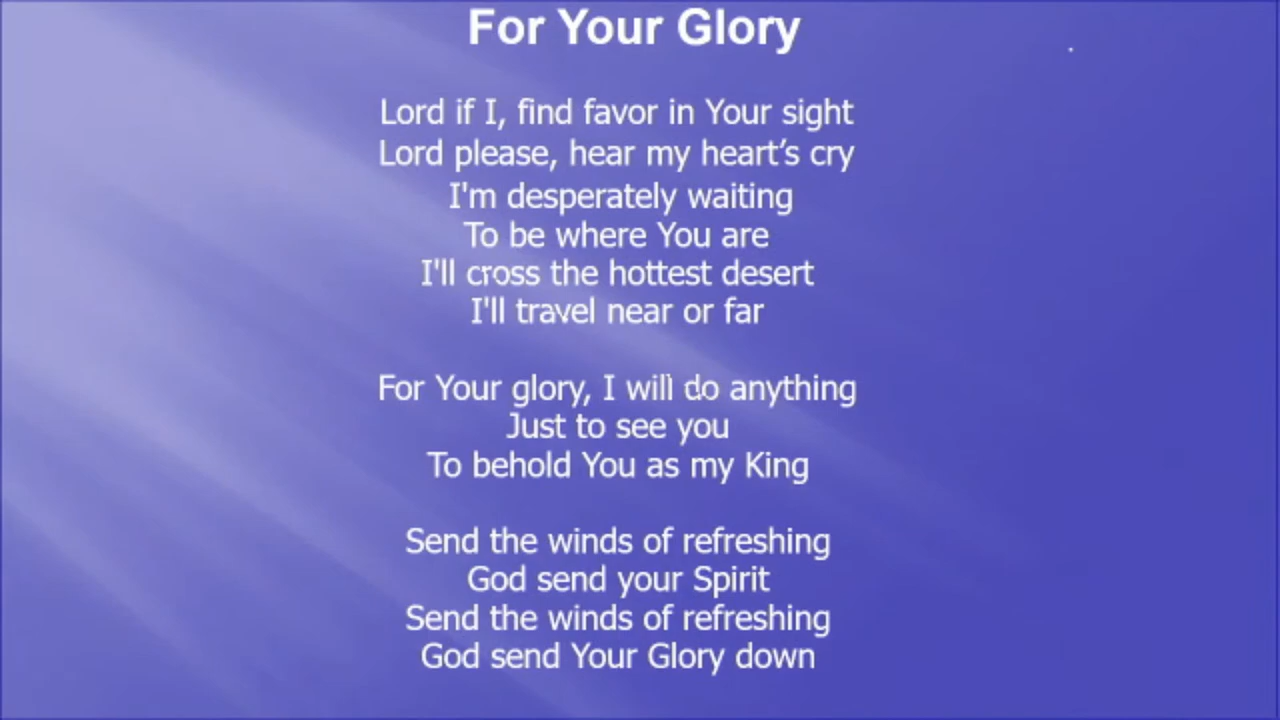 For Your Glory
Lord if I, find favor in Your sight
Lord please, hear my heart’s cry
I'm desperately waiting
To be where You are
I'll cross the hottest desert
I'll travel near or far
For Your glory, I will do anything
Just to see you
To behold You as my King
Send the winds of refreshing
God send your Spirit
Send the winds of refreshing
God send Your Glory down